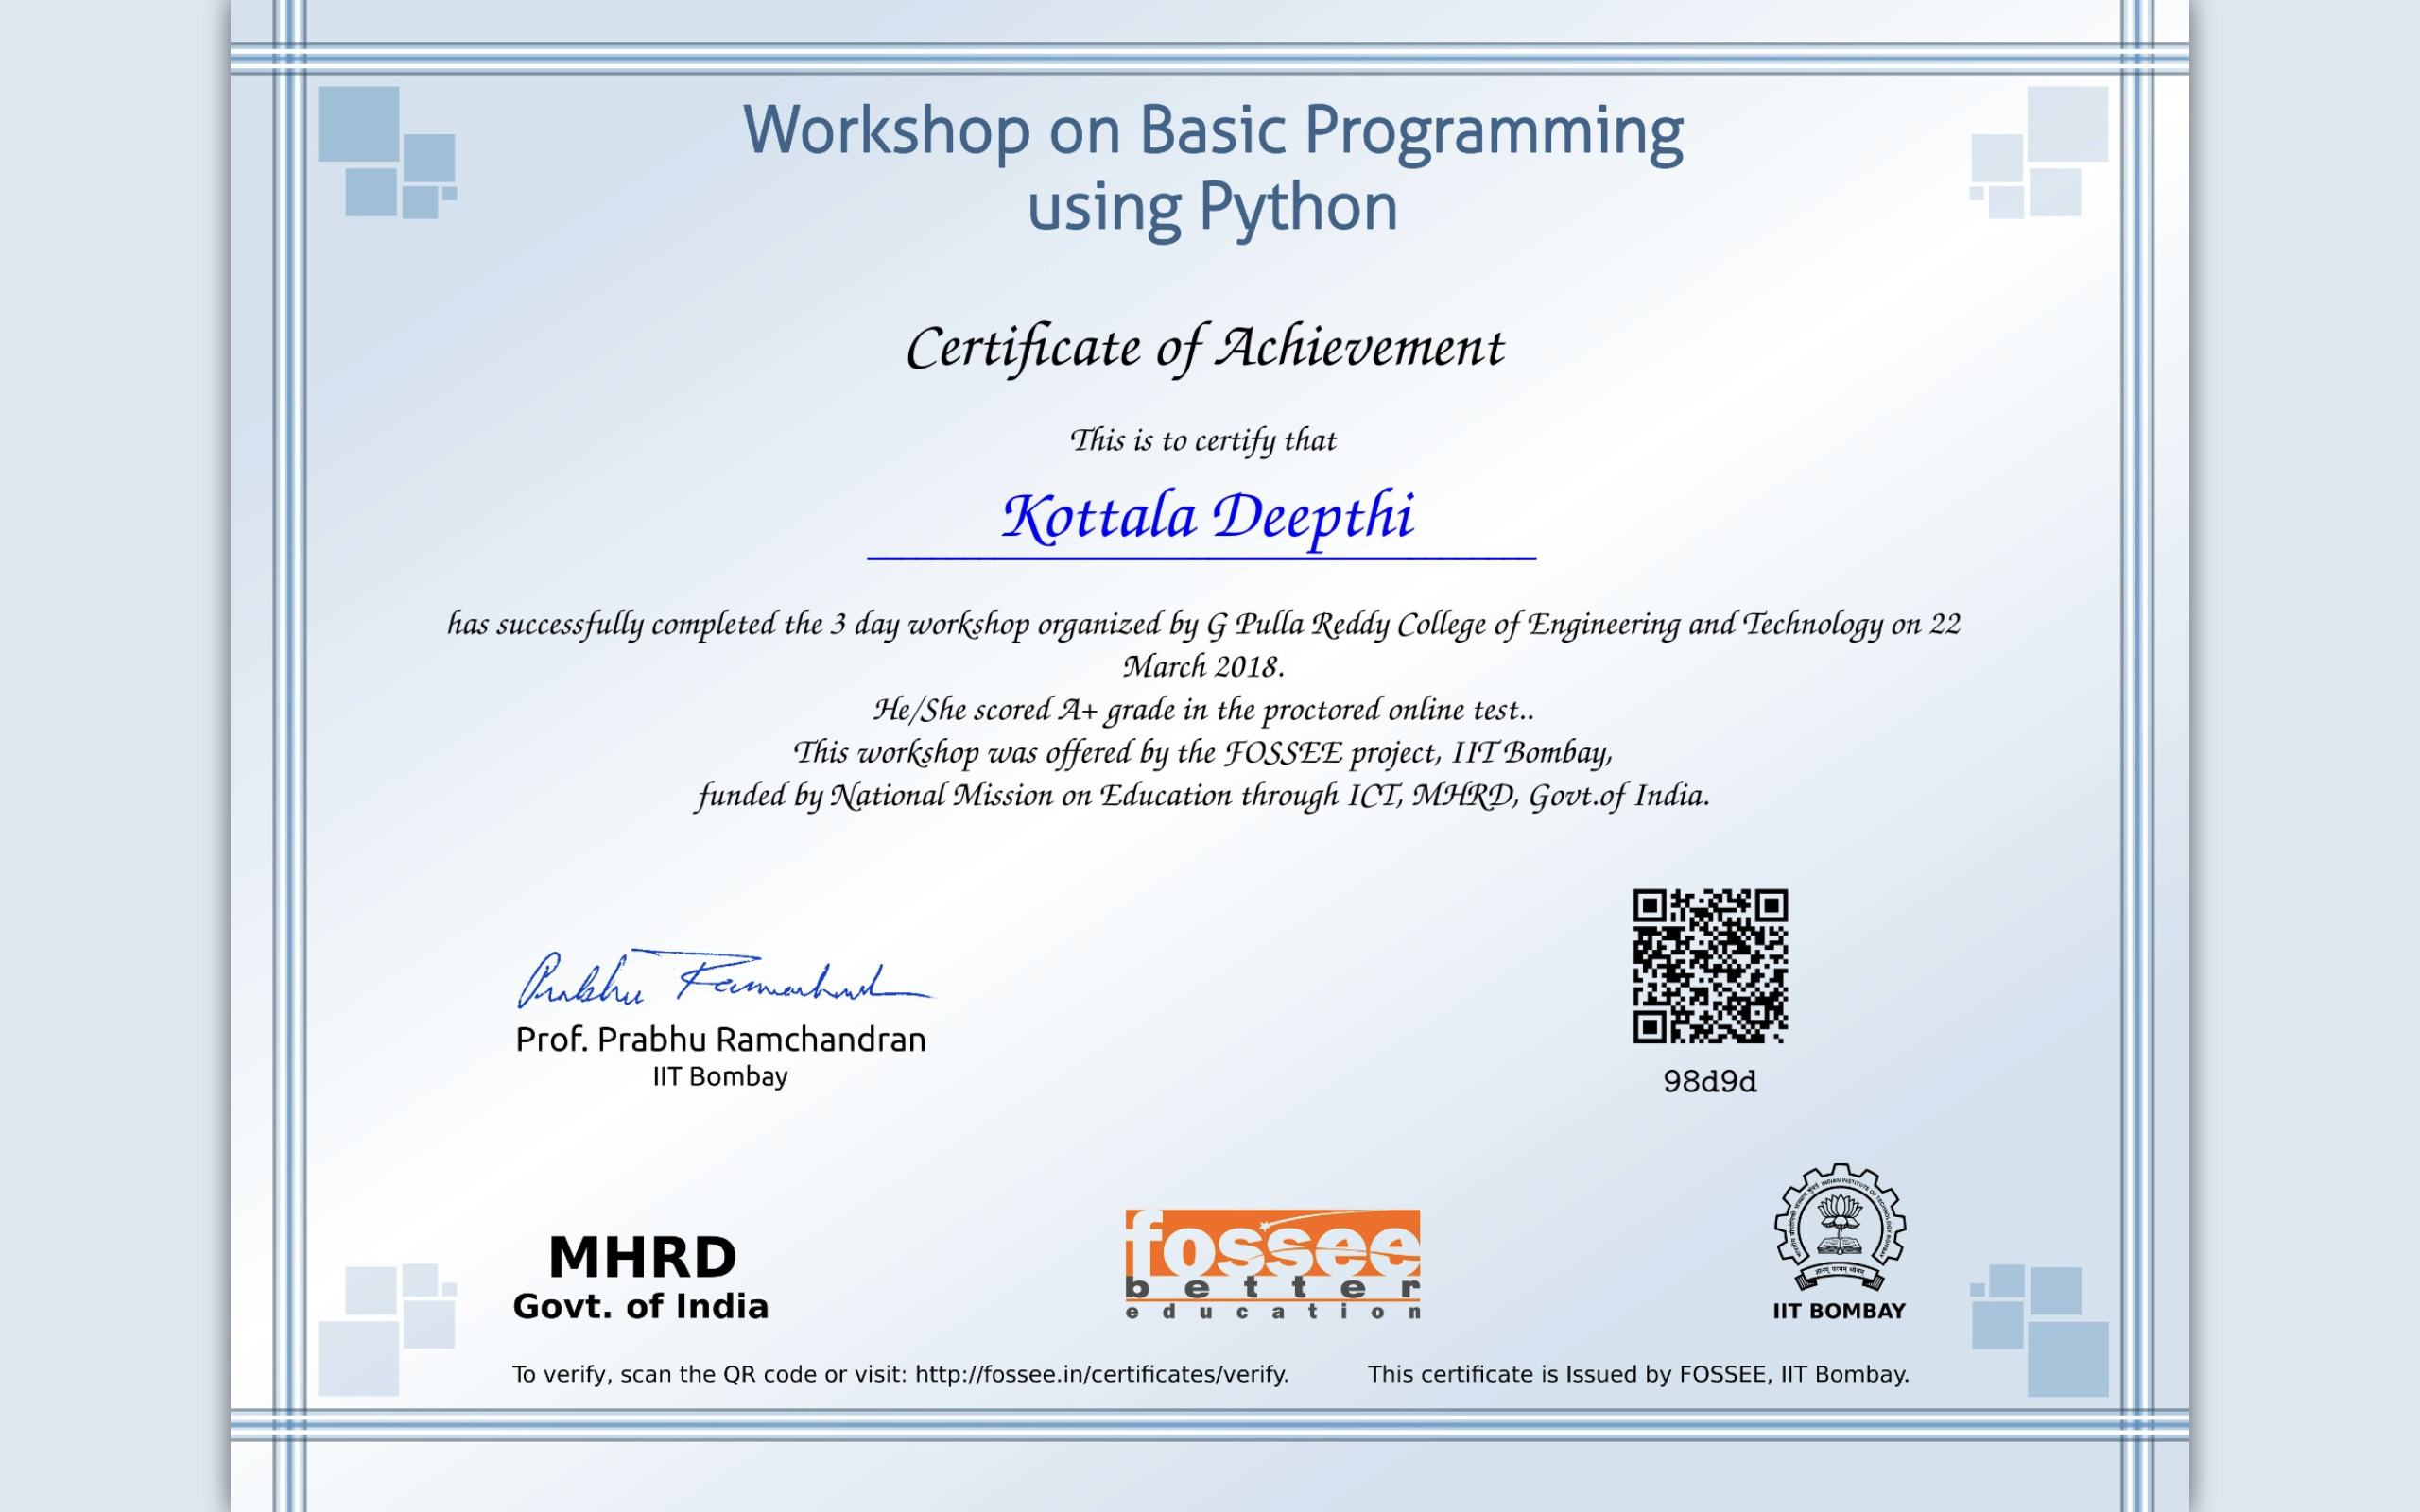 Workshop on Basic Programming
using Python
Certificate of Achievement
This is to certify that
Kottala Deepthi
has successfully completed the 3 day workshop organized by G Pulla Reddy College of Engineering and Technology on 22
March 2018.
He/She scored A+ grade in the proctored online test..
This workshop was offered by the FOSSEE project, IIT Bombay,
funded by National Mission on Education through ICT, MHRD, Govt.of India.
Prof. Prabhu Ramchandran
IIT Bombay
98d9d
MHRD
Govt. of India
fossee
better
education
INDIAN INSTITUTE OF TECHNOLOGY BOMBAY
IIT BOMBAY
To verify, scan the QR code or visit: http://fossee.in/certificates/verify.
This certificate is Issued by FOSSEE, IIT Bombay.